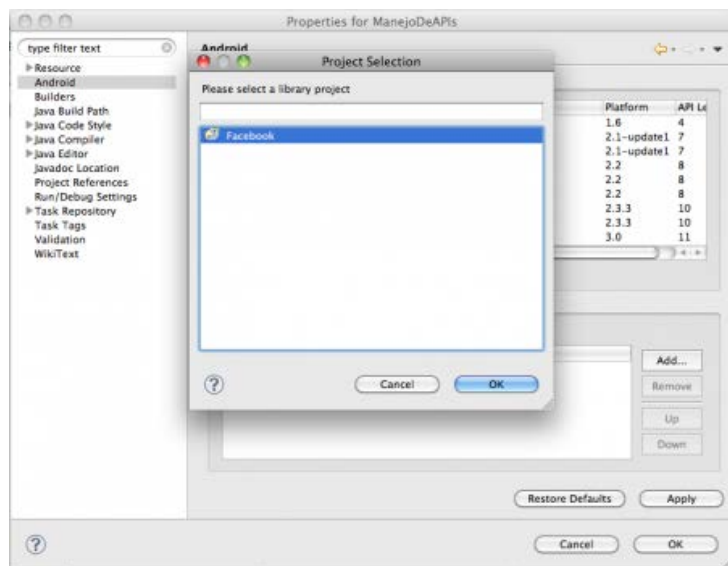 Properties for ManejoDeAPIs
type filter text
Android
Resource
Android
Builders
Java Build Path
Java Code Style
Java Compiler
Java Editor
Javadoc Location
Project References
Run/Debug Settings
Task Repository
Task Tags
Validation
WikiText
Project Selection
Please select a library project
Facebook
Cancel
OK
Platform API Le
1.6 4
2.1-update1 7
2.1-update1 7
2.2 8
2.2 8
2.2 8
2.3.3 10
2.3.3 10
3.0 11
Add...
Remove
Up
Down
Restore Defaults
Apply
Cancel
OK